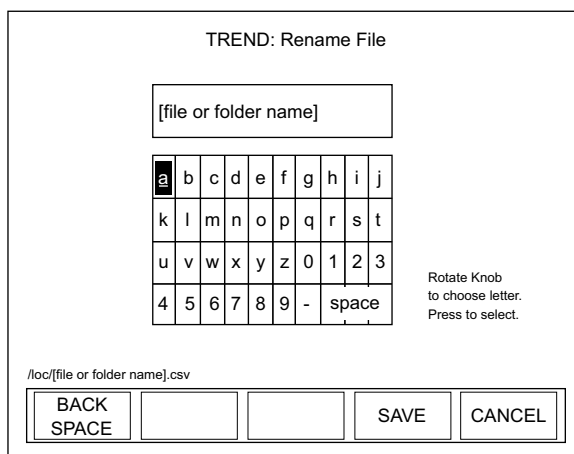 TREND: Rename File
[file or folder name]
a b c d e f g h i j
k l m n o p q r s t
u v w x y z 0 1 2 3
4 5 6 7 8 9 - space
Rotate Knob
to choose letter.
Press to select.
/loc/[file or folder name].csv
BACK
SPACE
SAVE
CANCEL